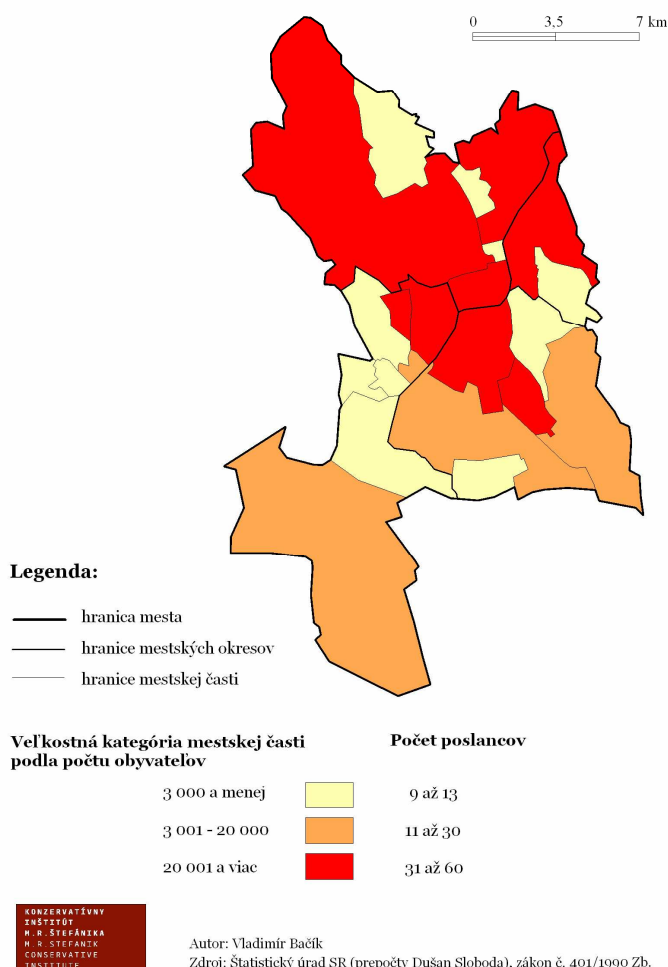 0 3,5 7 km
Legenda:
hranica mesta
hranice mestských okresov
hranice mestskej časti
Veľkostná kategória mestskej časti
podla počtu obyvateľov
Počet poslancov
3 000 a menej 9 až 13
3 001 - 20 000 11 až 30
20 001 a viac 31 až 60
KONZERVATÍVNY
INŠTITÚT
M.R.ŠTEFÁNIKA
M.R.STEFANIK
CONSERVATIVE
INSTITUTE
Autor: Vladimír Bačík
Zdroj: Štatistický úrad SR (prepočty Dušan Sloboda), zákon č. 401/1990 Zb.